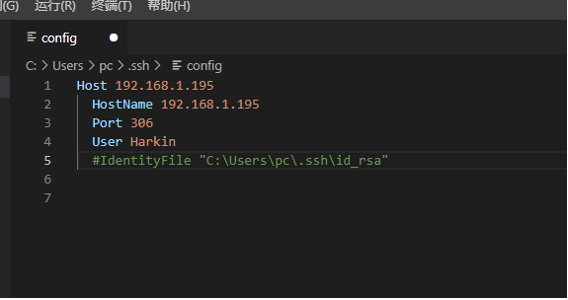 (G) 运行(R) 终端(T) 帮助(H)
config
C: > Users > pc > .ssh > config
1 Host 192.168.1.195
2 HostName 192.168.1.195
3 Port 306
4 User Harkin
5 #IdentityFile "C:\Users\pc\.ssh\id_rsa"
6
7